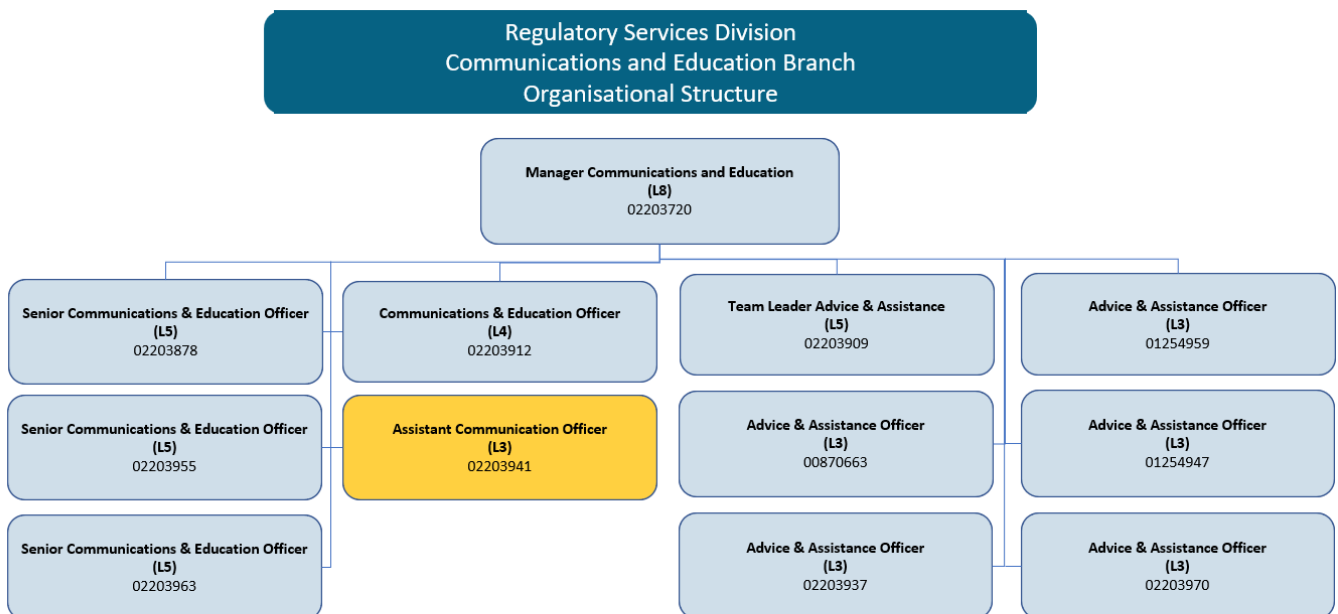 Regulatory Services Division
Communications and Education Branch
Organisational Structure
Manager Communications and Education
(L8)
02203720
Senior Communications & Education Officer
(L5)
02203878
Communications & Education Officer
(L4)
02203912
Team Leader Advice & Assistance
(L5)
02203909
Advice & Assistance Officer
(L3)
01254959
Senior Communications & Education Officer
(L5)
02203955
Assistant Communication Officer
(L3)
02203941
Advice & Assistance Officer
(L3)
00870663
Advice & Assistance Officer
(L3)
01254947
Senior Communications & Education Officer
(L5)
02203963
Advice & Assistance Officer
(L3)
02203937
Advice & Assistance Officer
(L3)
02203970